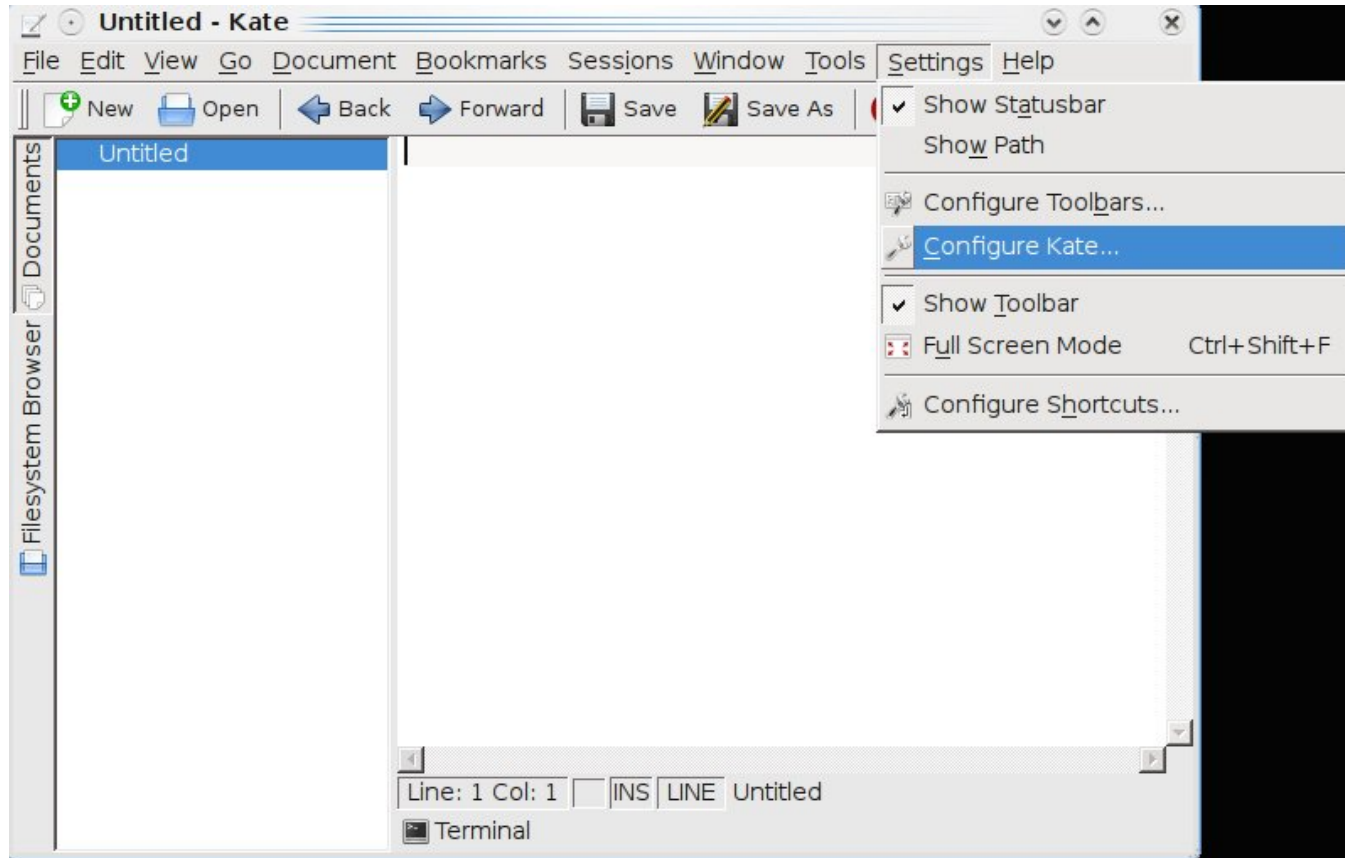 Untitled - Kate
File Edit View Go Document Bookmarks Sessions Window Tools Settings Help
New Open Back Forward Save Save As
Show Statusbar
Show Path
Configure Toolbars...
Configure Kate...
Show Toolbar
Full Screen Mode Ctrl+Shift+F
Configure Shortcuts...
Documents
Filesystem Browser
Untitled
Line: 1 Col: 1 INS LINE Untitled
Terminal